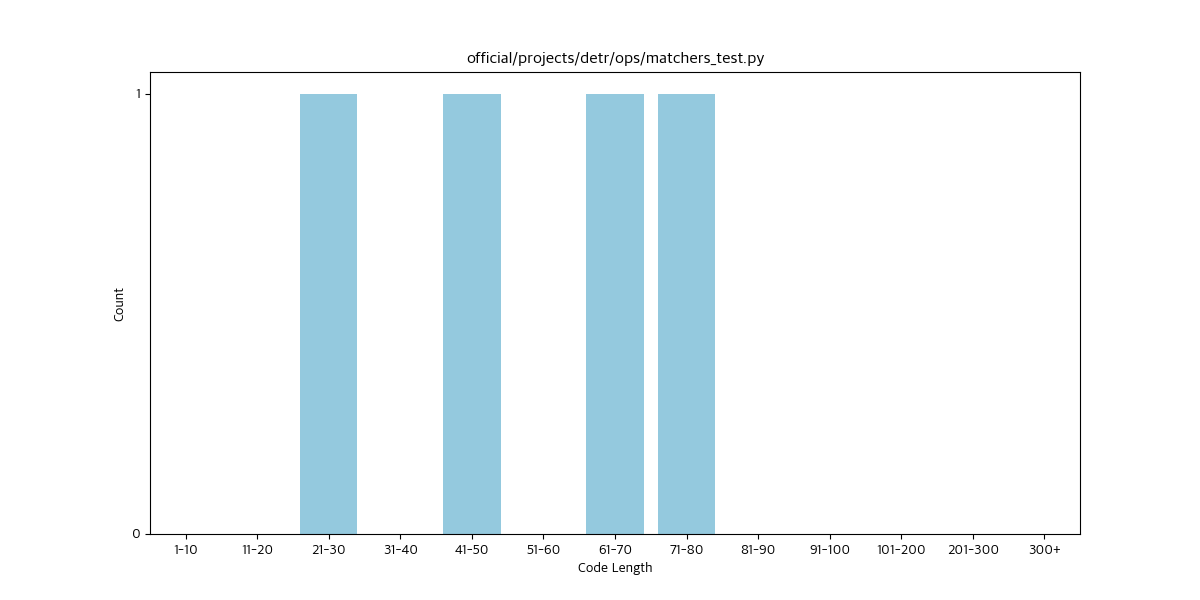 official/projects/detr/ops/matchers_test.py
1
0
Count
1-10 11-20 21-30 31-40 41-50 51-60 61-70 71-80 81-90 91-100 101-200 201-300 300+
Code Length